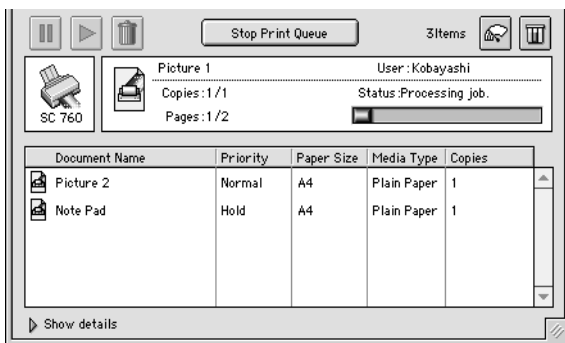 Stop Print Queue 3Items
Picture 1 User:Kobayashi
Copies:1/1 Status:Processing job.
SC 760 Pages:1/2
Document Name Priority Paper Size Media Type Copies
Picture 2 Normal A4 Plain Paper 1
Note Pad Hold A4 Plain Paper 1
Show details